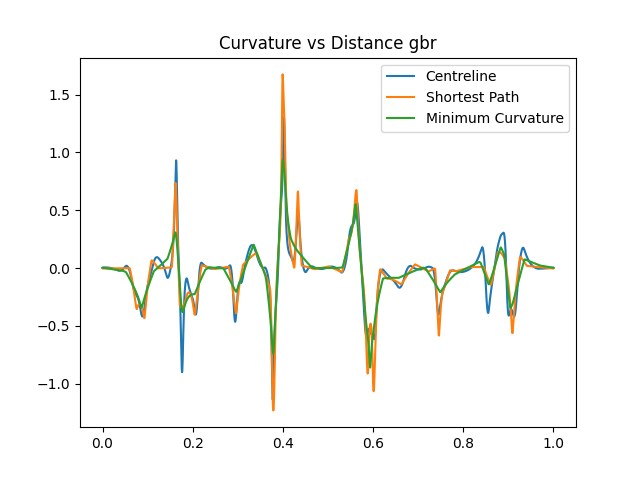 Curvature vs Distance gbr
Centreline
Shortest Path
Minimum Curvature
1.5
1.0
0.5
0.0
−0.5
−1.0
0.0 0.2 0.4 0.6 0.8 1.0